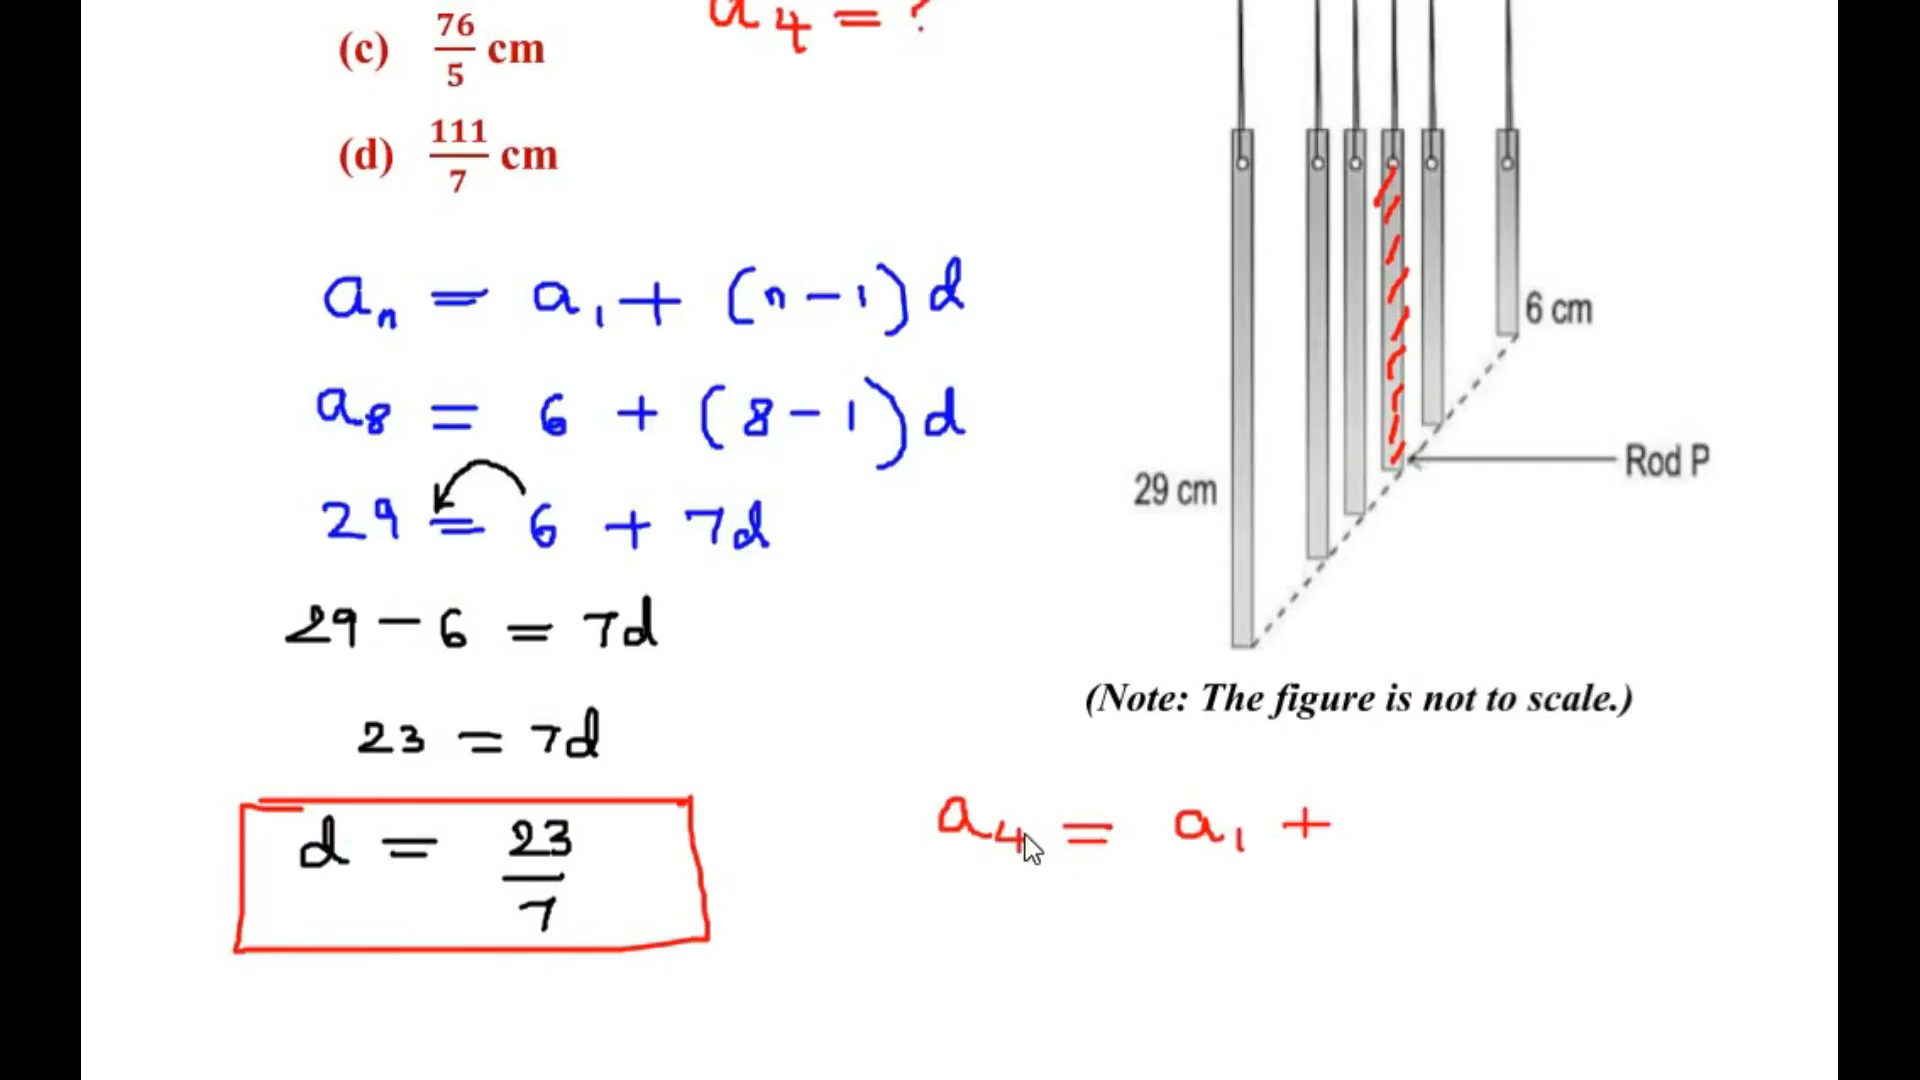 a₄ = ?
(c) 76/5 cm
(d) 111/7 cm
aₙ = a₁ + (n-1)d
a₈ = 6 + (8-1)d
29 = 6 + 7d
29 - 6 = 7d
23 = 7d
d = 23/7
6 cm
Rod P
29 cm
(Note: The figure is not to scale.)
a₄ = a₁ +